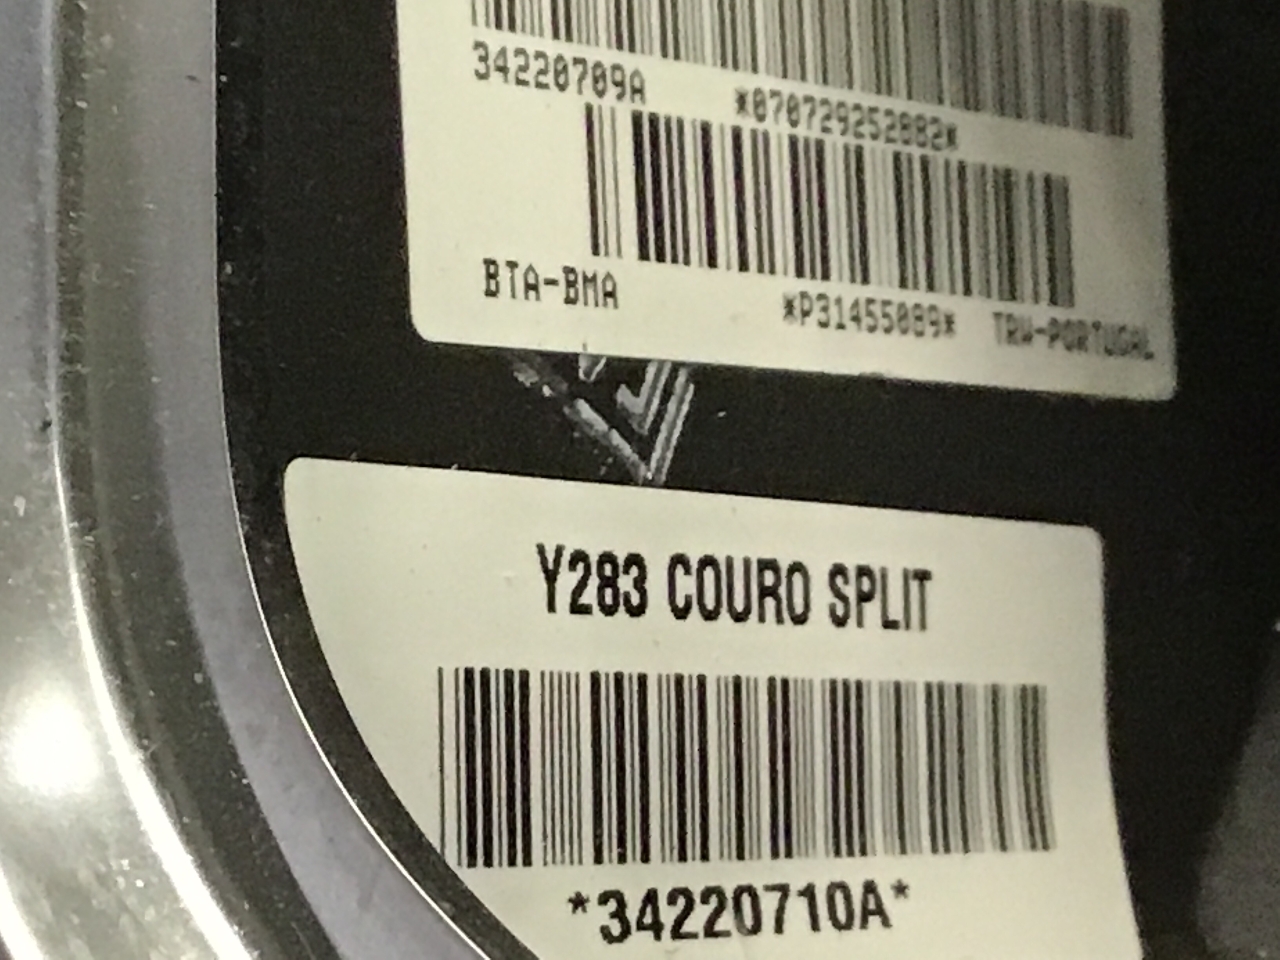 34220709A *070729252882*
BTA-BMA *P31455089* TRW-PORTUGAL
Y283 COURO SPLIT
*34220710A*